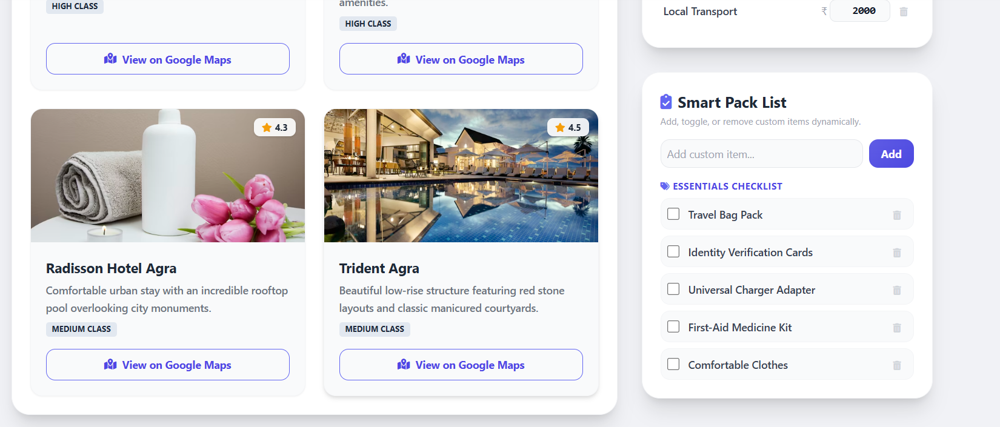 HIGH CLASS
View on Google Maps
amenities.
HIGH CLASS
View on Google Maps
4.3
Radisson Hotel Agra
Comfortable urban stay with an incredible rooftop
pool overlooking city monuments.
MEDIUM CLASS
View on Google Maps
4.5
Trident Agra
Beautiful low-rise structure featuring red stone
layouts and classic manicured courtyards.
MEDIUM CLASS
View on Google Maps
Local Transport ₹ 2000
Smart Pack List
Add, toggle, or remove custom items dynamically.
Add custom item... Add
ESSENTIALS CHECKLIST
Travel Bag Pack
Identity Verification Cards
Universal Charger Adapter
First-Aid Medicine Kit
Comfortable Clothes